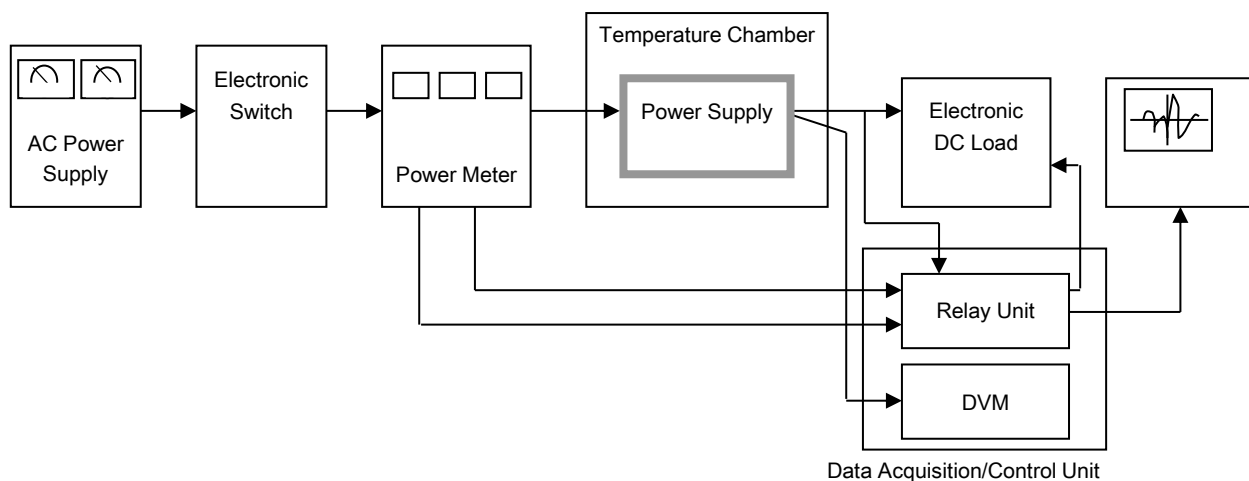 Temperature Chamber
Electronic
Switch
Power Supply
Electronic
DC Load
AC Power
Supply
Power Meter
Relay Unit
DVM
Data Acquisition/Control Unit